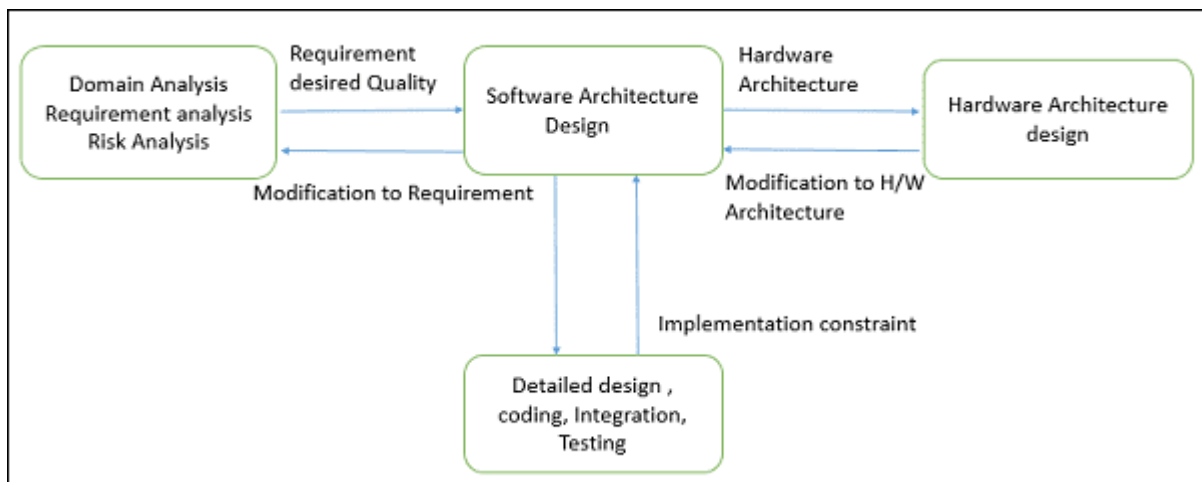 Domain Analysis
Requirement analysis
Risk Analysis
Requirement
desired Quality
Modification to Requirement
Software Architecture
Design
Hardware
Architecture
Modification to H/W
Architecture
Hardware Architecture
design
Implementation constraint
Detailed design ,
coding, Integration,
Testing